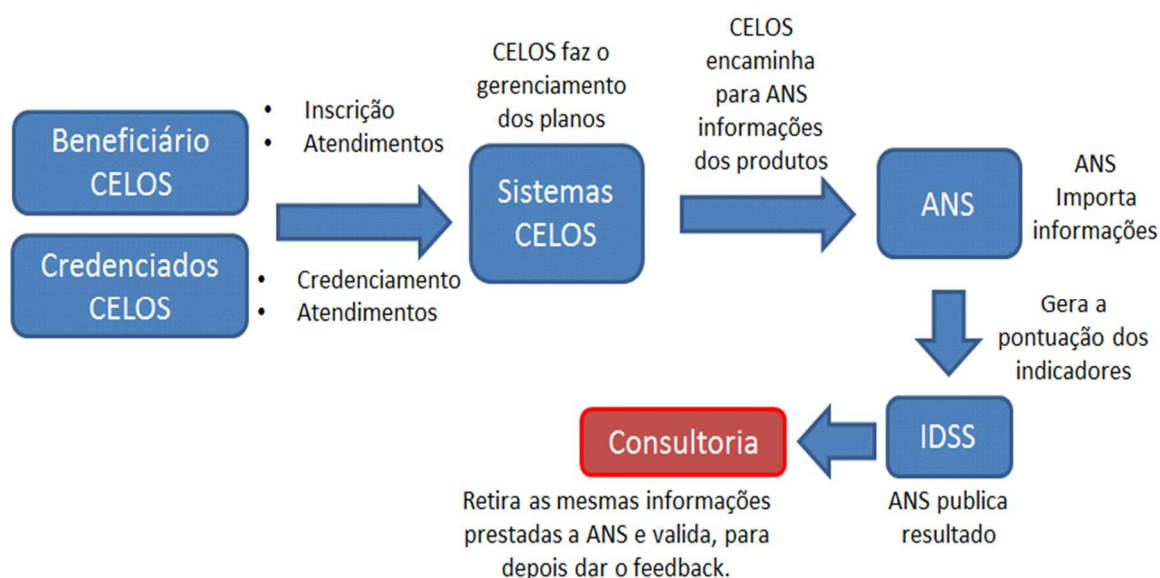 Beneficiário
CELOS
Credenciados
CELOS
• Inscrição
• Atendimentos
• Credenciamento
• Atendimentos
CELOS faz o
gerenciamento
dos planos
Sistemas
CELOS
CELOS
encaminha
para ANS
informações
dos produtos
ANS
ANS
Importa
informações
Gera a
pontuação dos
indicadores
IDSS
ANS publica
resultado
Consultoria
Retira as mesmas informações
prestadas a ANS e valida, para
depois dar o feedback.